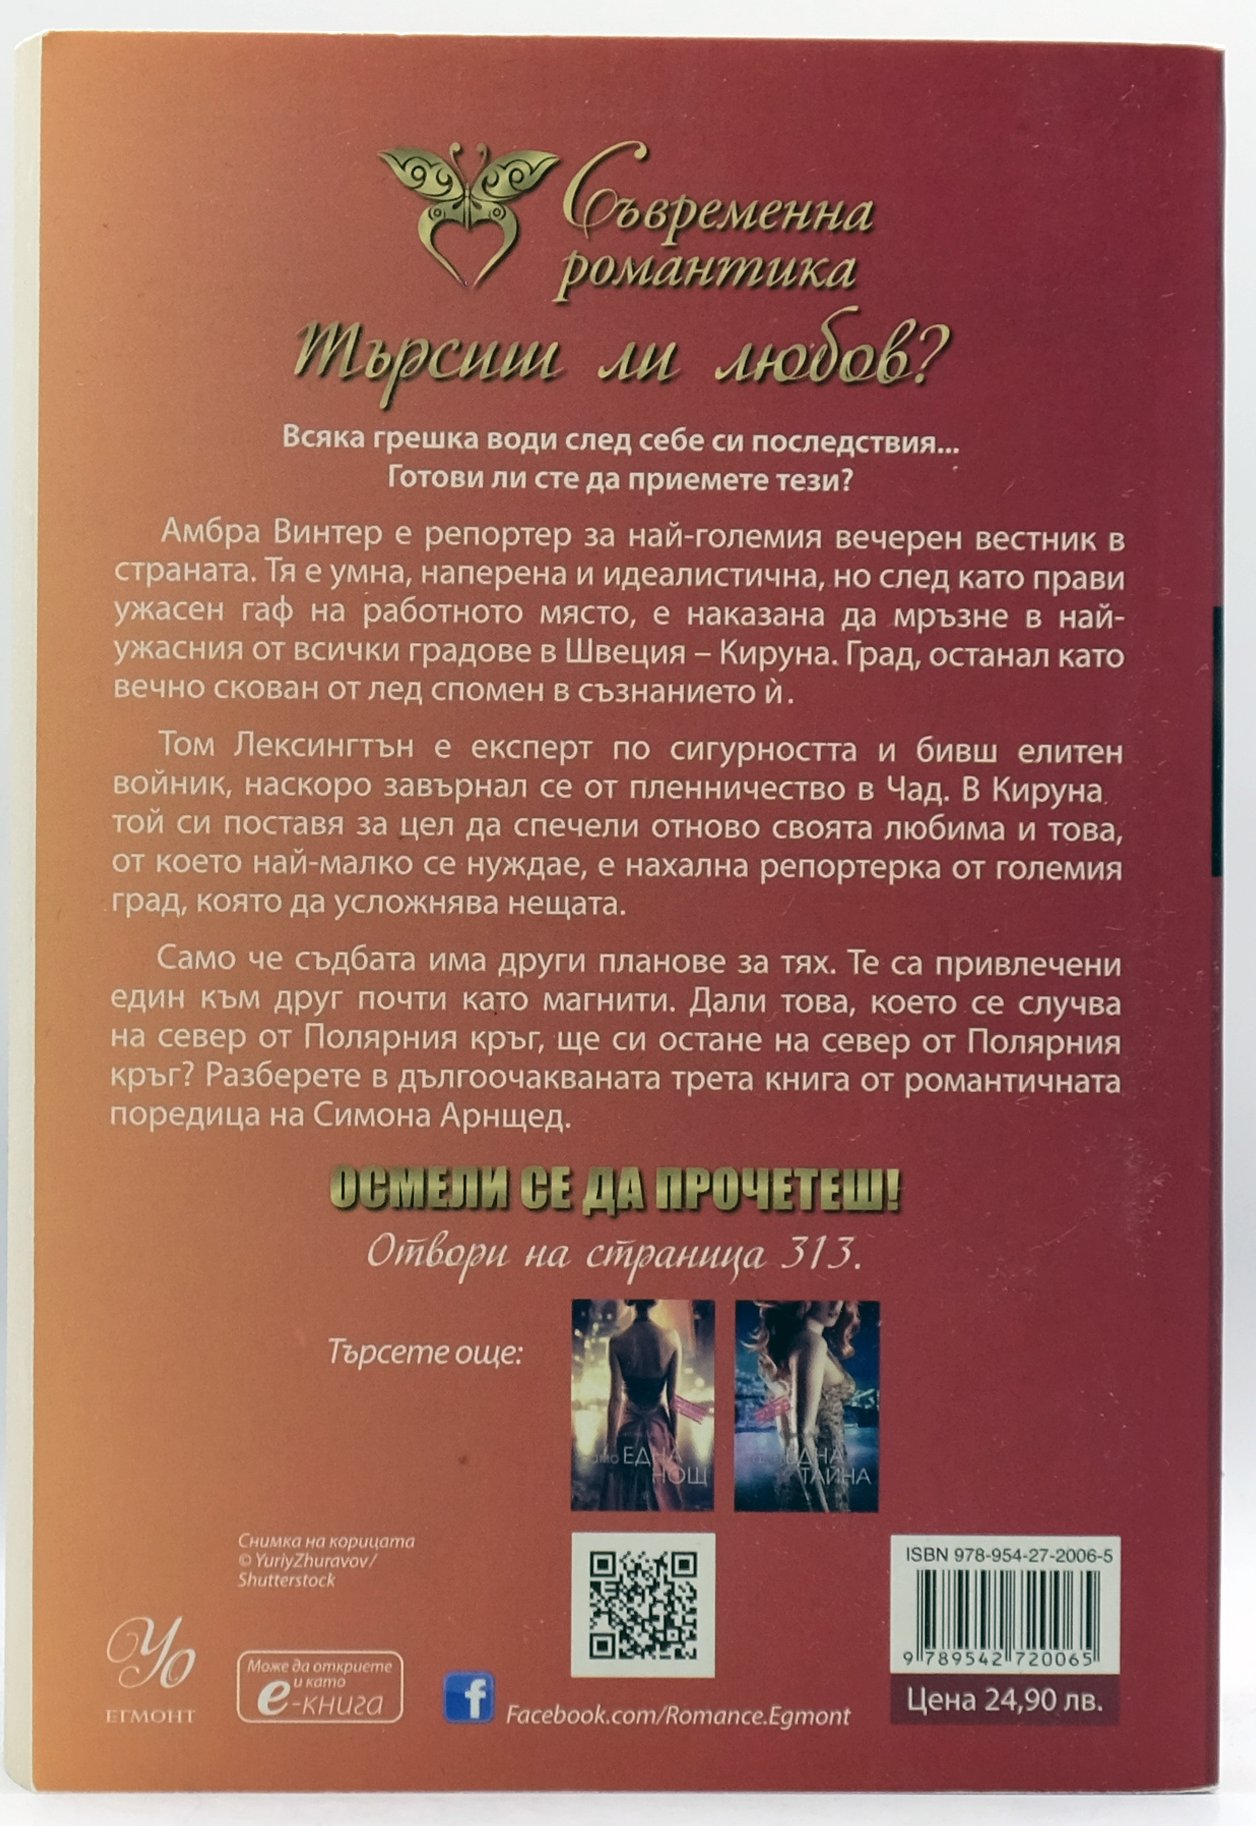 Съвременна
романтика
Търсиш ли любов?
Всяка грешка води след себе си последствия...
Готови ли сте да приемете тези?
Амбра Винтер е репортер за най-големия вечерен вестник в
страната. Тя е умна, наперена и идеалистична, но след като прави
ужасен гаф на работното място, е наказана да мръзне в най-
ужасния от всички градове в Швеция – Кируна. Град, останал като
вечно скован от лед спомен в съзнанието ѝ.
Том Лексингтън е експерт по сигурността и бивш елитен
войник, наскоро завърнал се от пленничество в Чад. В Кируна
той си поставя за цел да спечели отново своята любима и това,
от което най-малко се нуждае, е нахална репортерка от големия
град, която да усложнява нещата.
Само че съдбата има други планове за тях. Те са привлечени
един към друг почти като магнити. Дали това, което се случва
на север от Полярния кръг, ще си остане на север от Полярния
кръг? Разберете в дългоочакваната трета книга от романтичната
поредица на Симона Арнщед.
ОСМЕЛИ СЕ ДА ПРОЧЕТЕШ!
Отвори на страница 313.
Търсете още:
ЕДНА
НОЩ
ЕДНА
ТАЙНА
Снимка на корицата
© YuriyZhuravov/
Shutterstock
ISBN 978-954-27-2006-5
9 789542 720065
Цена 24,90 лв.
ЕГМОНТ
Може да откриете
и като
е-книга
Facebook.com/Romance.Egmont